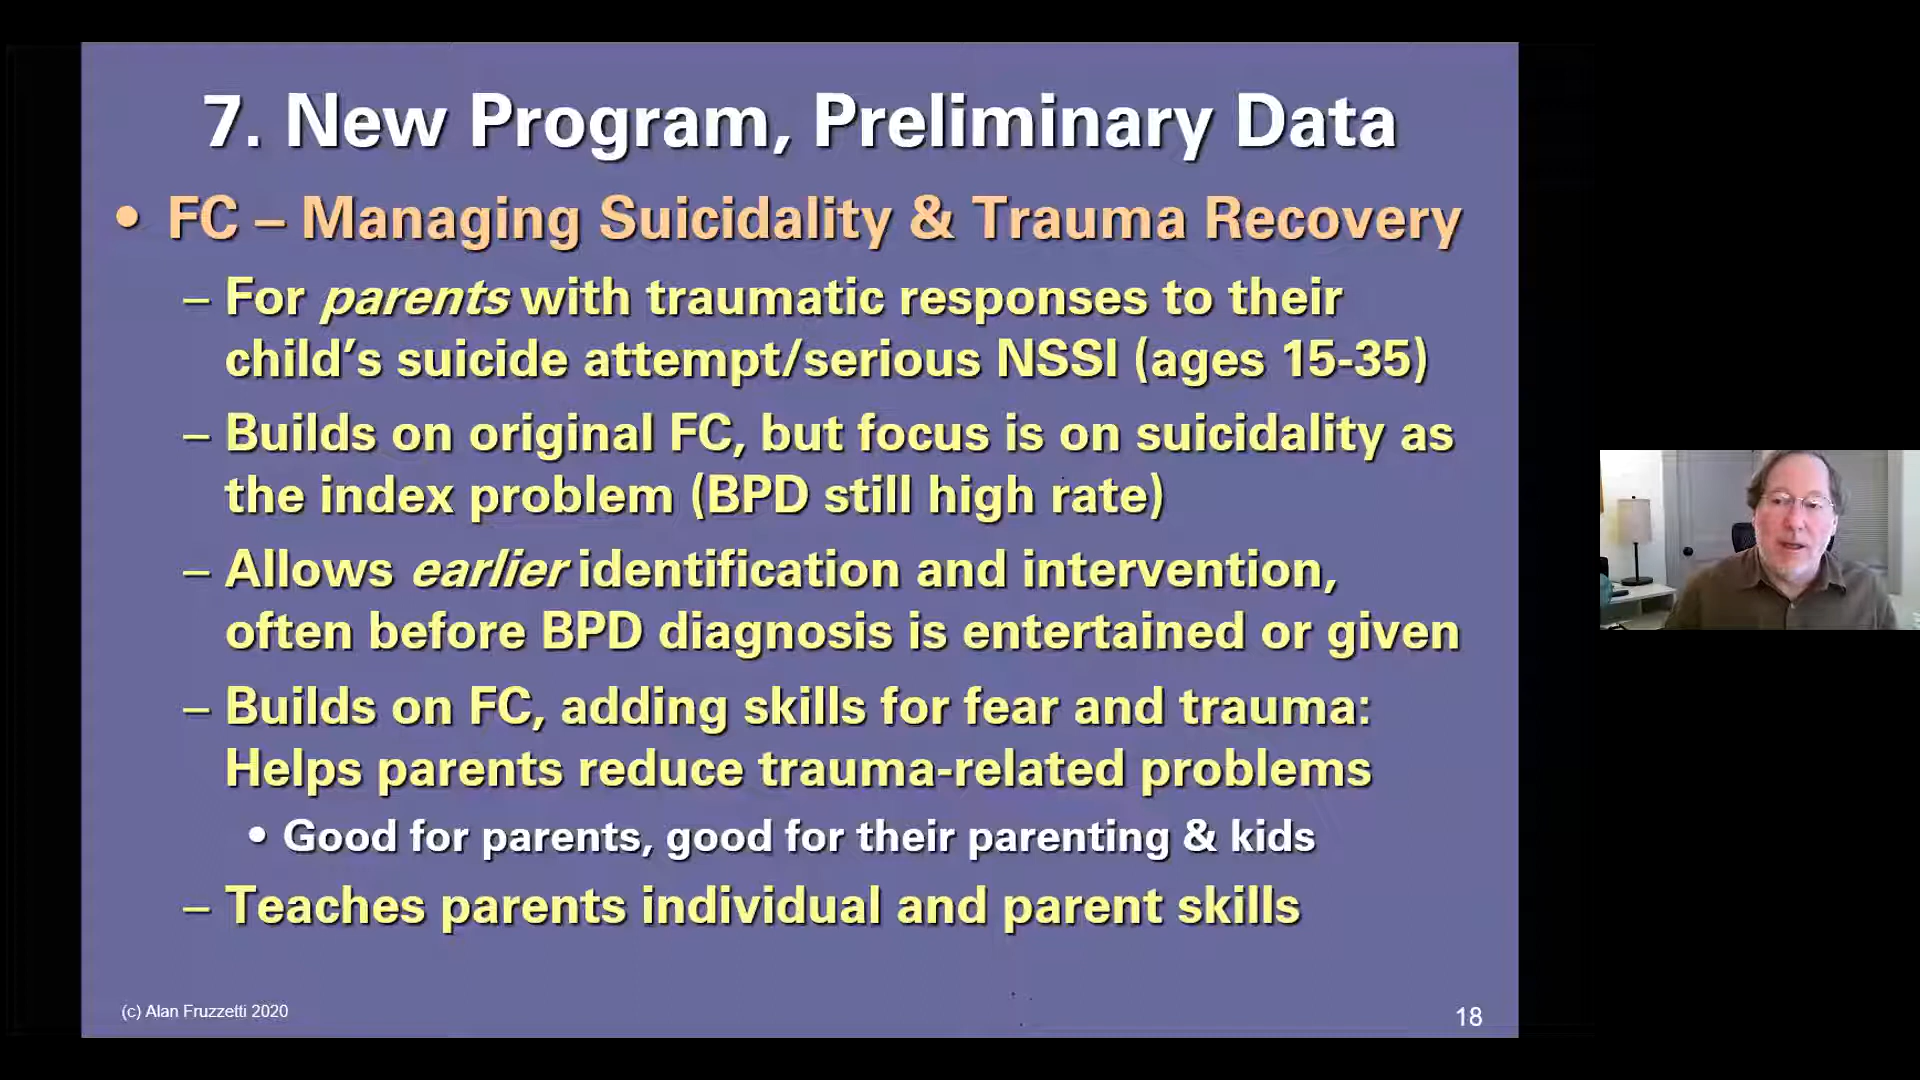 7. New Program, Preliminary Data
• FC – Managing Suicidality & Trauma Recovery
– For parents with traumatic responses to their
child’s suicide attempt/serious NSSI (ages 15-35)
– Builds on original FC, but focus is on suicidality as
the index problem (BPD still high rate)
– Allows earlier identification and intervention,
often before BPD diagnosis is entertained or given
– Builds on FC, adding skills for fear and trauma:
Helps parents reduce trauma-related problems
• Good for parents, good for their parenting & kids
– Teaches parents individual and parent skills
(c) Alan Fruzzetti 2020
18